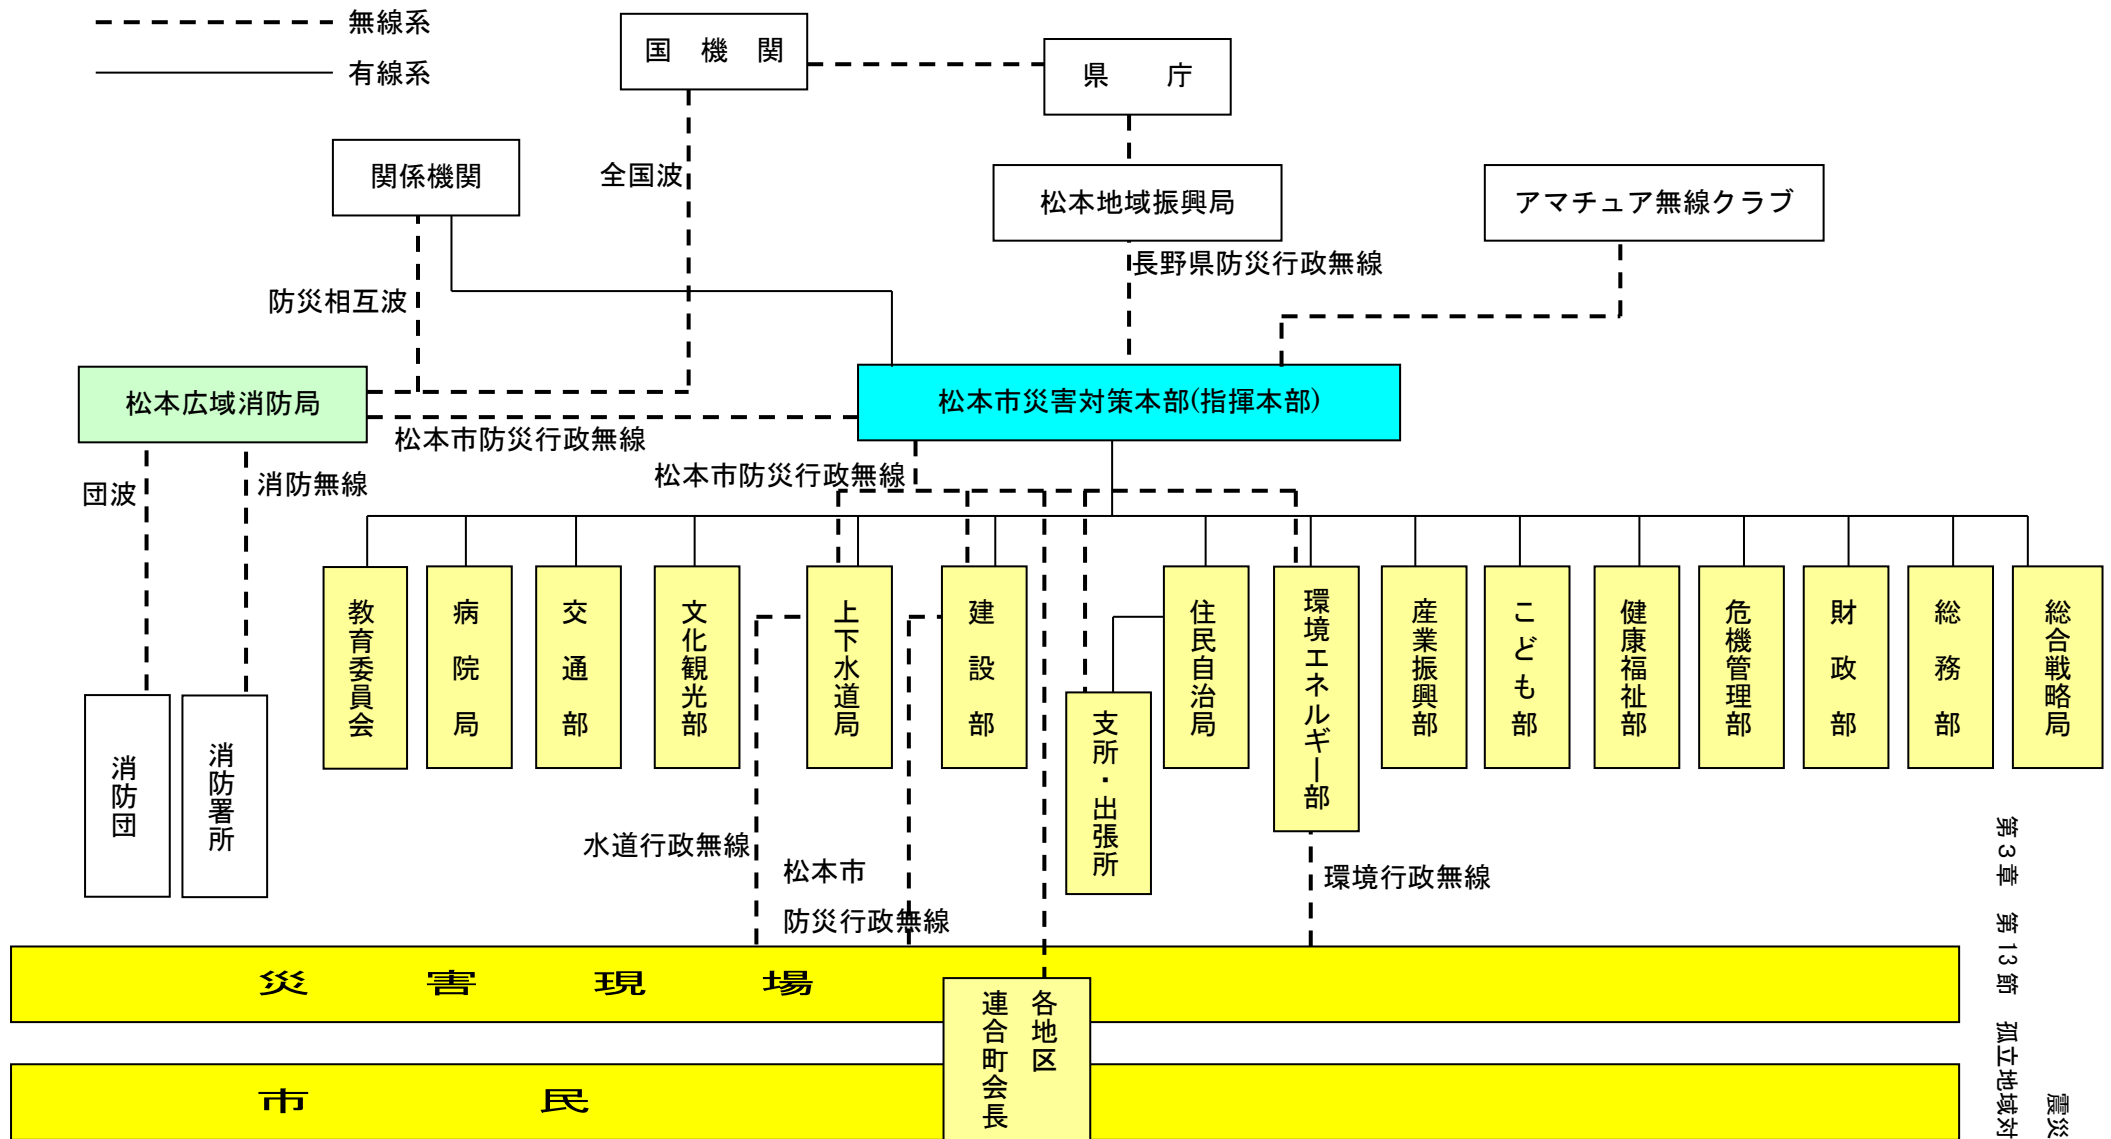 無線系
有線系
国 機 関
県 庁
関係機関
全国波
松本地域振興局
アマチュア無線クラブ
長野県防災行政無線
防災相互波
松本広域消防局
松本市災害対策本部(指揮本部)
松本市防災行政無線
松本市防災行政無線
団波
消防無線
教育委員会
病院局
交通部
文化観光部
上下水道局
建設部
住民自治局
環境エネルギー部
産業振興部
こども部
健康福祉部
危機管理部
財政部
総務部
総合戦略局
支所・出張所
消防団
消防署所
水道行政無線
松本市
防災行政無線
環境行政無線
災 害 現 場
各地区
連合町会長
市 民
震災
第3章 第13節 孤立地域対